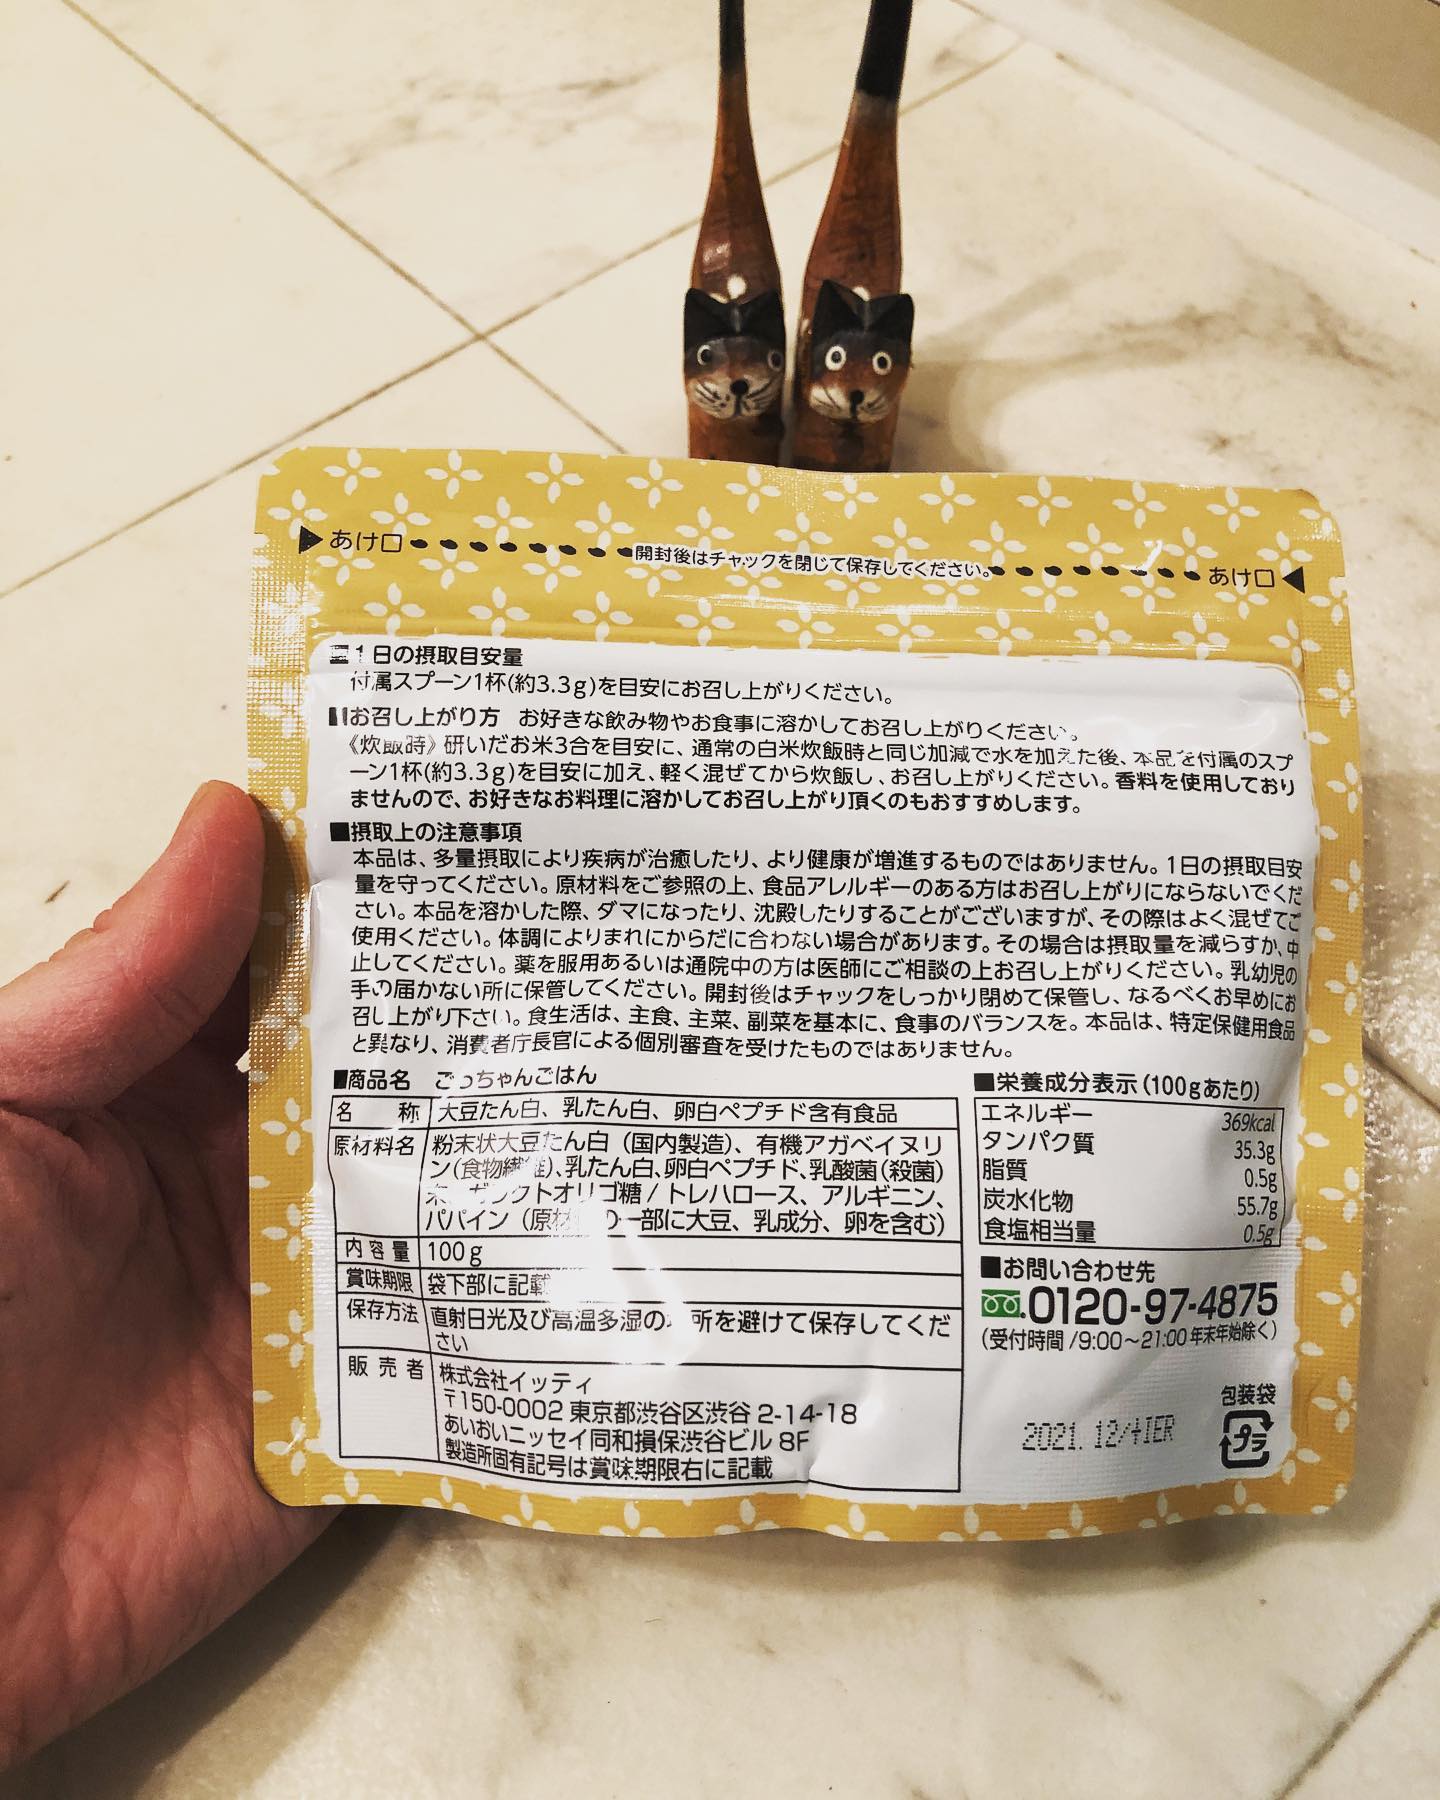 ▶あけ口 開封後はチャックを閉じて保存してください。 あけ口◀
■1日の摂取目安量
付属スプーン1杯(約3.3g)を目安にお召し上がりください。
■お召し上がり方 お好きな飲み物やお食事に溶かしてお召し上がりください。
《炊飯時》研いだお米3合を目安に、通常の白米炊飯時と同じ加減で水を加えた後、本品を付属のスプ
ーン1杯(約3.3g)を目安に加え、軽く混ぜてから炊飯し、お召し上がりください。香料を使用しており
ませんので、お好きなお料理に溶かしてお召し上がり頂くのもおすすめします。
■摂取上の注意事項
本品は、多量摂取により疾病が治癒したり、より健康が増進するものではありません。1日の摂取目安
量を守ってください。原材料をご参照の上、食品アレルギーのある方はお召し上がりにならないでくだ
さい。本品を溶かした際、ダマになったり、沈殿したりすることがございますが、その際はよく混ぜてご
使用ください。体調によりまれにからだに合わない場合があります。その場合は摂取量を減らすか、中
止してください。薬を服用あるいは通院中の方は医師にご相談の上お召し上がりください。乳幼児の
手の届かない所に保管してください。開封後はチャックをしっかり閉めて保管し、なるべくお早めにお
召し上がり下さい。食生活は、主食、主菜、副菜を基本に、食事のバランスを。本品は、特定保健用食品
と異なり、消費者庁長官による個別審査を受けたものではありません。
■商品名 ごっちゃんごはん
名称 大豆たん白、乳たん白、卵白ペプチド含有食品
原材料名 粉末状大豆たん白（国内製造）、有機アガベイヌリ
ン（食物繊維）、乳たん白、卵白ペプチド、乳酸菌（殺菌）
末、ガラクトオリゴ糖 / トレハロース、アルギニン、
パパイン（原材 の一部に大豆、乳成分、卵を含む）
内容量 100g
賞味期限 袋下部に記載
保存方法 直射日光及び高温多湿の 所を避けて保存してくだ
さい
販売者 株式会社イッティ
〒150-0002 東京都渋谷区渋谷 2-14-18
あいおいニッセイ同和損保渋谷ビル 8F
製造所固有記号は賞味期限右に記載
■栄養成分表示（100gあたり）
エネルギー 369kcal
タンパク質 35.3g
脂質 0.5g
炭水化物 55.7g
食塩相当量 0.5g
■お問い合わせ先
0120-97-4875
（受付時間 /9:00～21:00 年末年始除く）
包装袋
プラ
2021. 12/